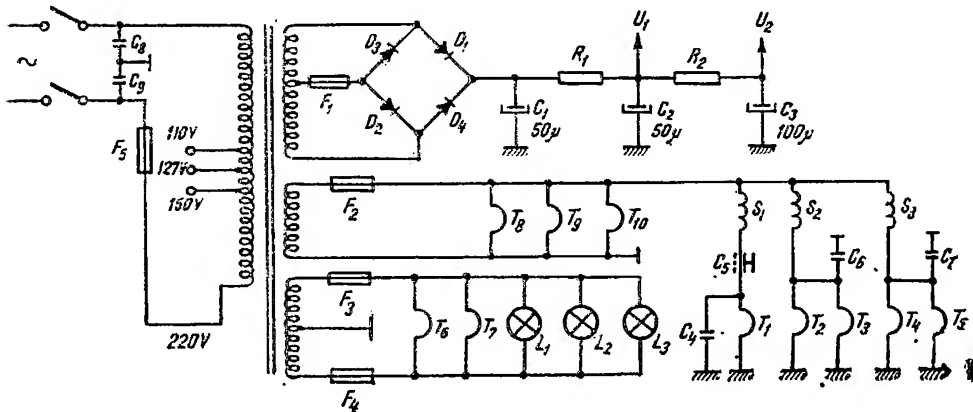 U₁ U₂
C₈
~
C₉
D₃ D₁
F₁
D₂ D₄
R₁ R₂
C₁
50μ
C₂
50μ
C₃
100μ
F₅
110V
127V
150V
220V
F₂
T₈ T₉ T₁₀
S₁ S₂ S₃
C₅ C₆ C₇
F₃
T₆ T₇ L₁ L₂ L₃
C₄ T₁ T₂ T₃ T₄ T₅
F₄